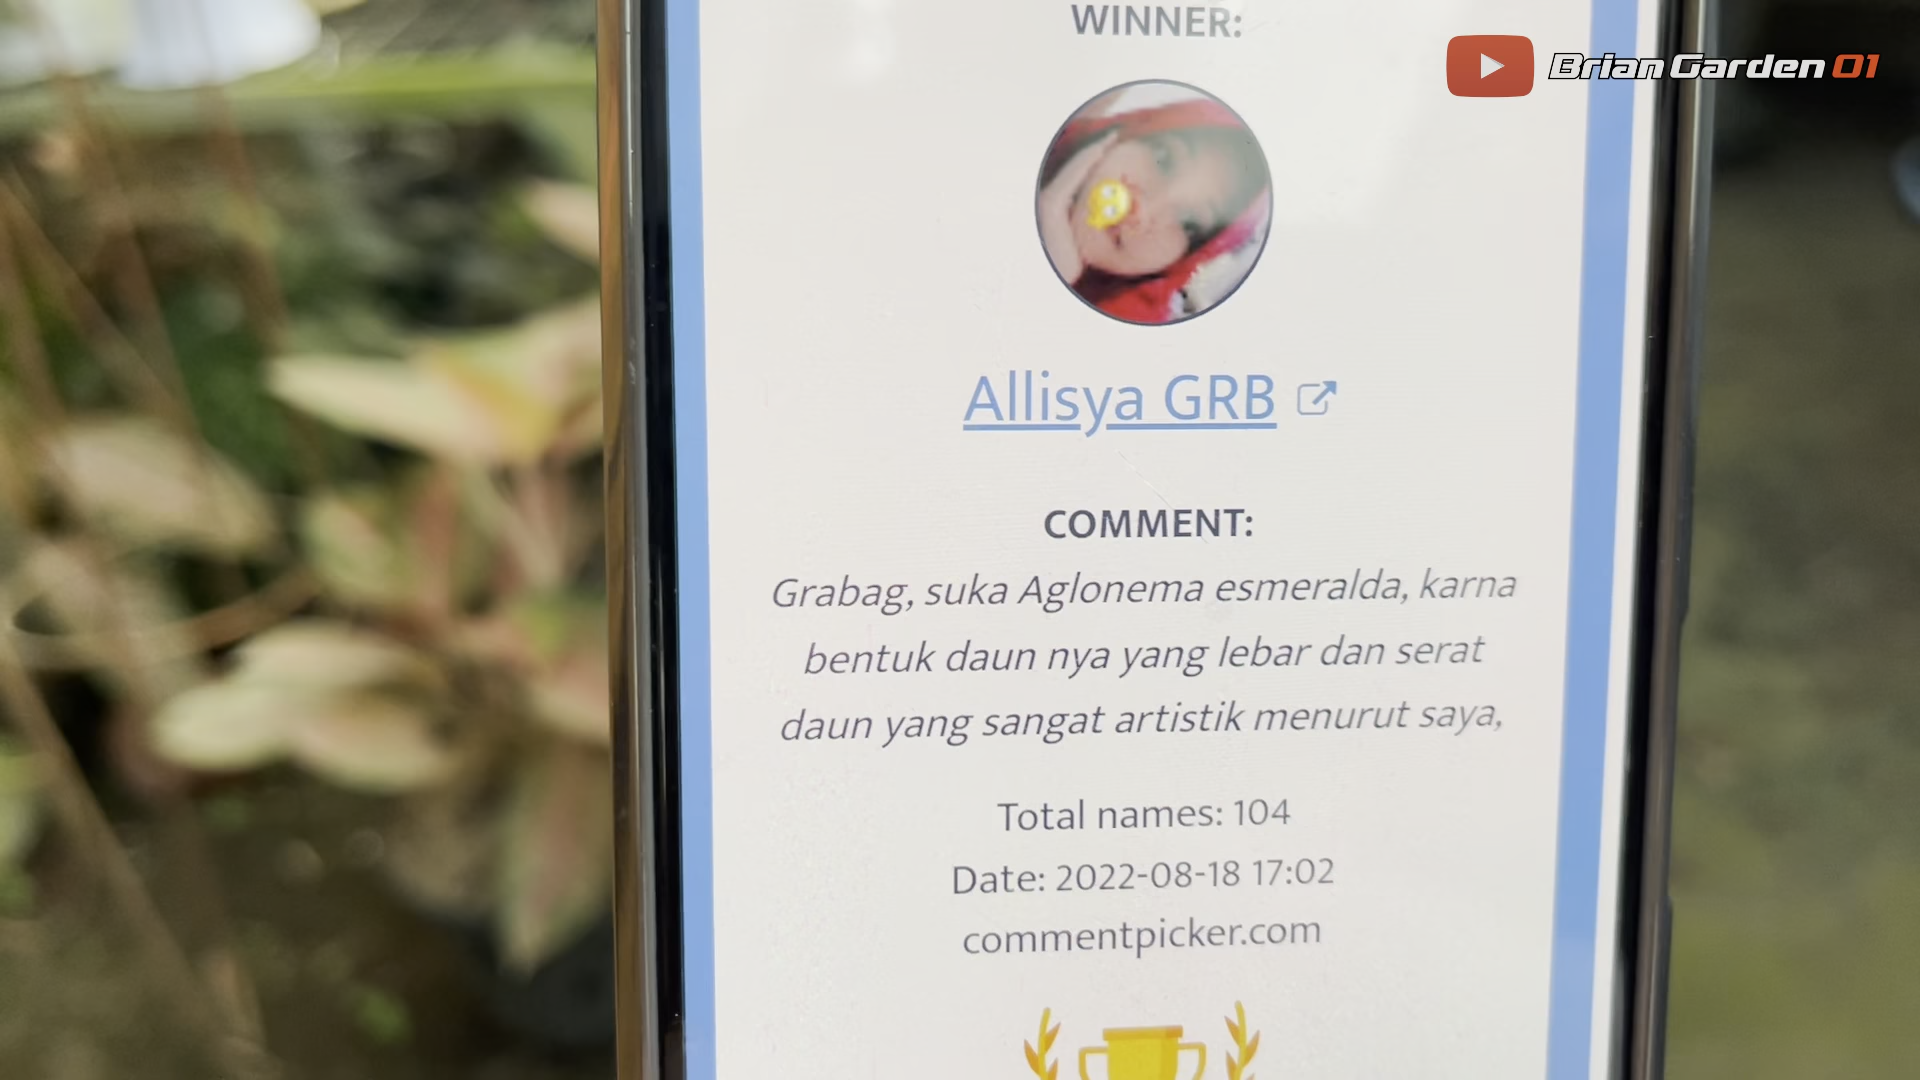 WINNER:
Brian Garden 01
Allisya GRB
COMMENT:
Grabag, suka Aglonema esmeralda, karna
bentuk daun nya yang lebar dan serat
daun yang sangat artistik menurut saya,
Total names: 104
Date: 2022-08-18 17:02
commentpicker.com